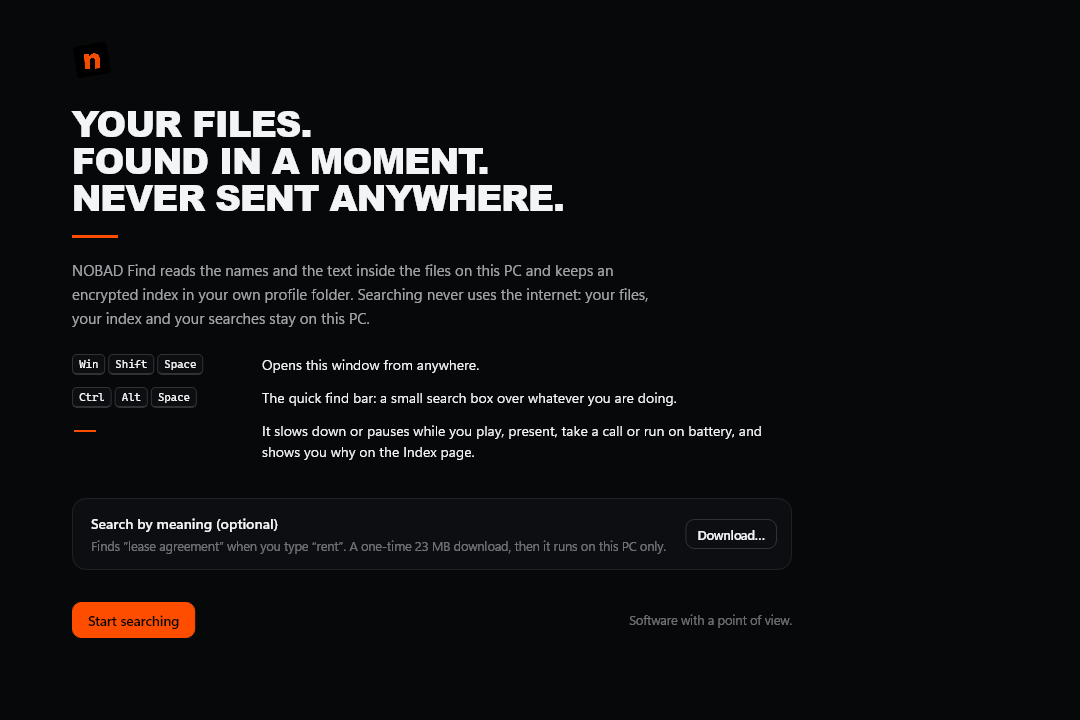 n
YOUR FILES.
FOUND IN A MOMENT.
NEVER SENT ANYWHERE.
NOBAD Find reads the names and the text inside the files on this PC and keeps an
encrypted index in your own profile folder. Searching never uses the internet: your files,
your index and your searches stay on this PC.
Win Shift Space Opens this window from anywhere.
Ctrl Alt Space The quick find bar: a small search box over whatever you are doing.
It slows down or pauses while you play, present, take a call or run on battery, and
shows you why on the Index page.
Search by meaning (optional)
Finds "lease agreement" when you type “rent”. A one-time 23 MB download, then it runs on this PC only.
Download...
Start searching
Software with a point of view.